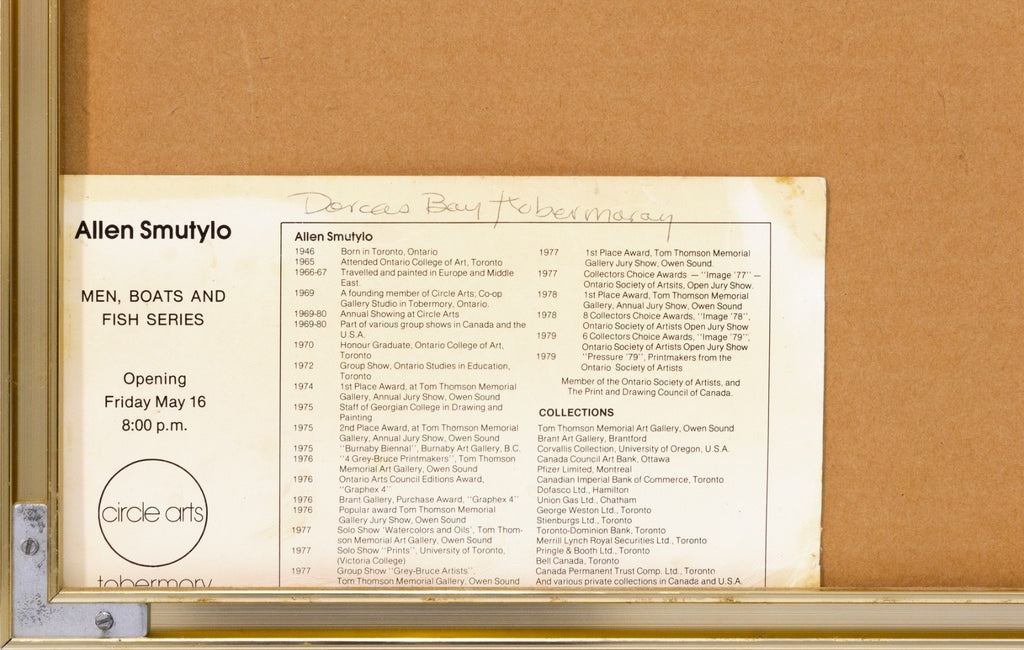 Dorcas Bay Tobermoray
Allen Smutylo
MEN, BOATS AND
FISH SERIES
Opening
Friday May 16
8:00 p.m.
circle arts
tobermory
Allen Smutylo
1946 Born in Toronto, Ontario
1965 Attended Ontario College of Art, Toronto
1966-67 Travelled and painted in Europe and Middle
East.
1969 A founding member of Circle Arts; Co-op
Gallery Studio in Tobermory, Ontario.
1969-80 Annual Showing at Circle Arts
1969-80 Part of various group shows in Canada and the
U.S.A.
1970 Honour Graduate, Ontario College of Art,
Toronto
1972 Group Show, Ontario Studies in Education,
Toronto
1974 1st Place Award, at Tom Thomson Memorial
Gallery, Annual Jury Show, Owen Sound
1975 Staff of Georgian College in Drawing and
Painting
1975 2nd Place Award, at Tom Thomson Memorial
Gallery, Annual Jury Show, Owen Sound
1975 "Burnaby Biennial", Burnaby Art Gallery, B.C.
1976 "4 Grey-Bruce Printmakers", Tom Thomson
Memorial Art Gallery, Owen Sound
1976 Ontario Arts Council Editions Award,
"Graphex 4"
1976 Brant Gallery, Purchase Award, "Graphex 4"
1976 Popular award Tom Thomson Memorial
Gallery Jury Show, Owen Sound
1977 Solo Show 'Watercolors and Oils', Tom Thom-
son Memorial Art Gallery, Owen Sound
1977 Solo Show "Prints", University of Toronto,
(Victoria College)
1977 Group Show "Grey-Bruce Artists".
Tom Thomson Memorial Gallery, Owen Sound
1977 1st Place Award, Tom Thomson Memorial
Gallery Jury Show, Owen Sound.
1977 Collectors Choice Awards — "Image '77" —
Ontario Society of Artsits, Open Jury Show.
1978 1st Place Award, Tom Thomson Memorial
Gallery, Annual Jury Show, Owen Sound
1978 8 Collectors Choice Awards, "Image '78",
Ontario Society of Artists Open Jury Show
1979 6 Collectors Choice Awards, "Image '79",
Ontario Society of Artists Open Jury Show
1979 "Pressure '79", Printmakers from the
Ontario Society of Artists
Member of the Ontario Society of Artists, and
The Print and Drawing Council of Canada.
COLLECTIONS
Tom Thomson Memorial Art Gallery, Owen Sound
Brant Art Gallery, Brantford
Corvallis Collection, University of Oregon, U.S.A.
Canada Council Art Bank, Ottawa
Pfizer Limited, Montreal
Canadian Imperial Bank of Commerce, Toronto
Dofasco Ltd., Hamilton
Union Gas Ltd., Chatham
George Weston Ltd., Toronto
Stienburgs Ltd., Toronto
Toronto-Dominion Bank, Toronto
Merrill Lynch Royal Securities Ltd., Toronto
Pringle & Booth Ltd., Toronto
Bell Canada, Toronto
Canada Permanent Trust Comp. Ltd., Toronto
And various private collections in Canada and U.S.A.